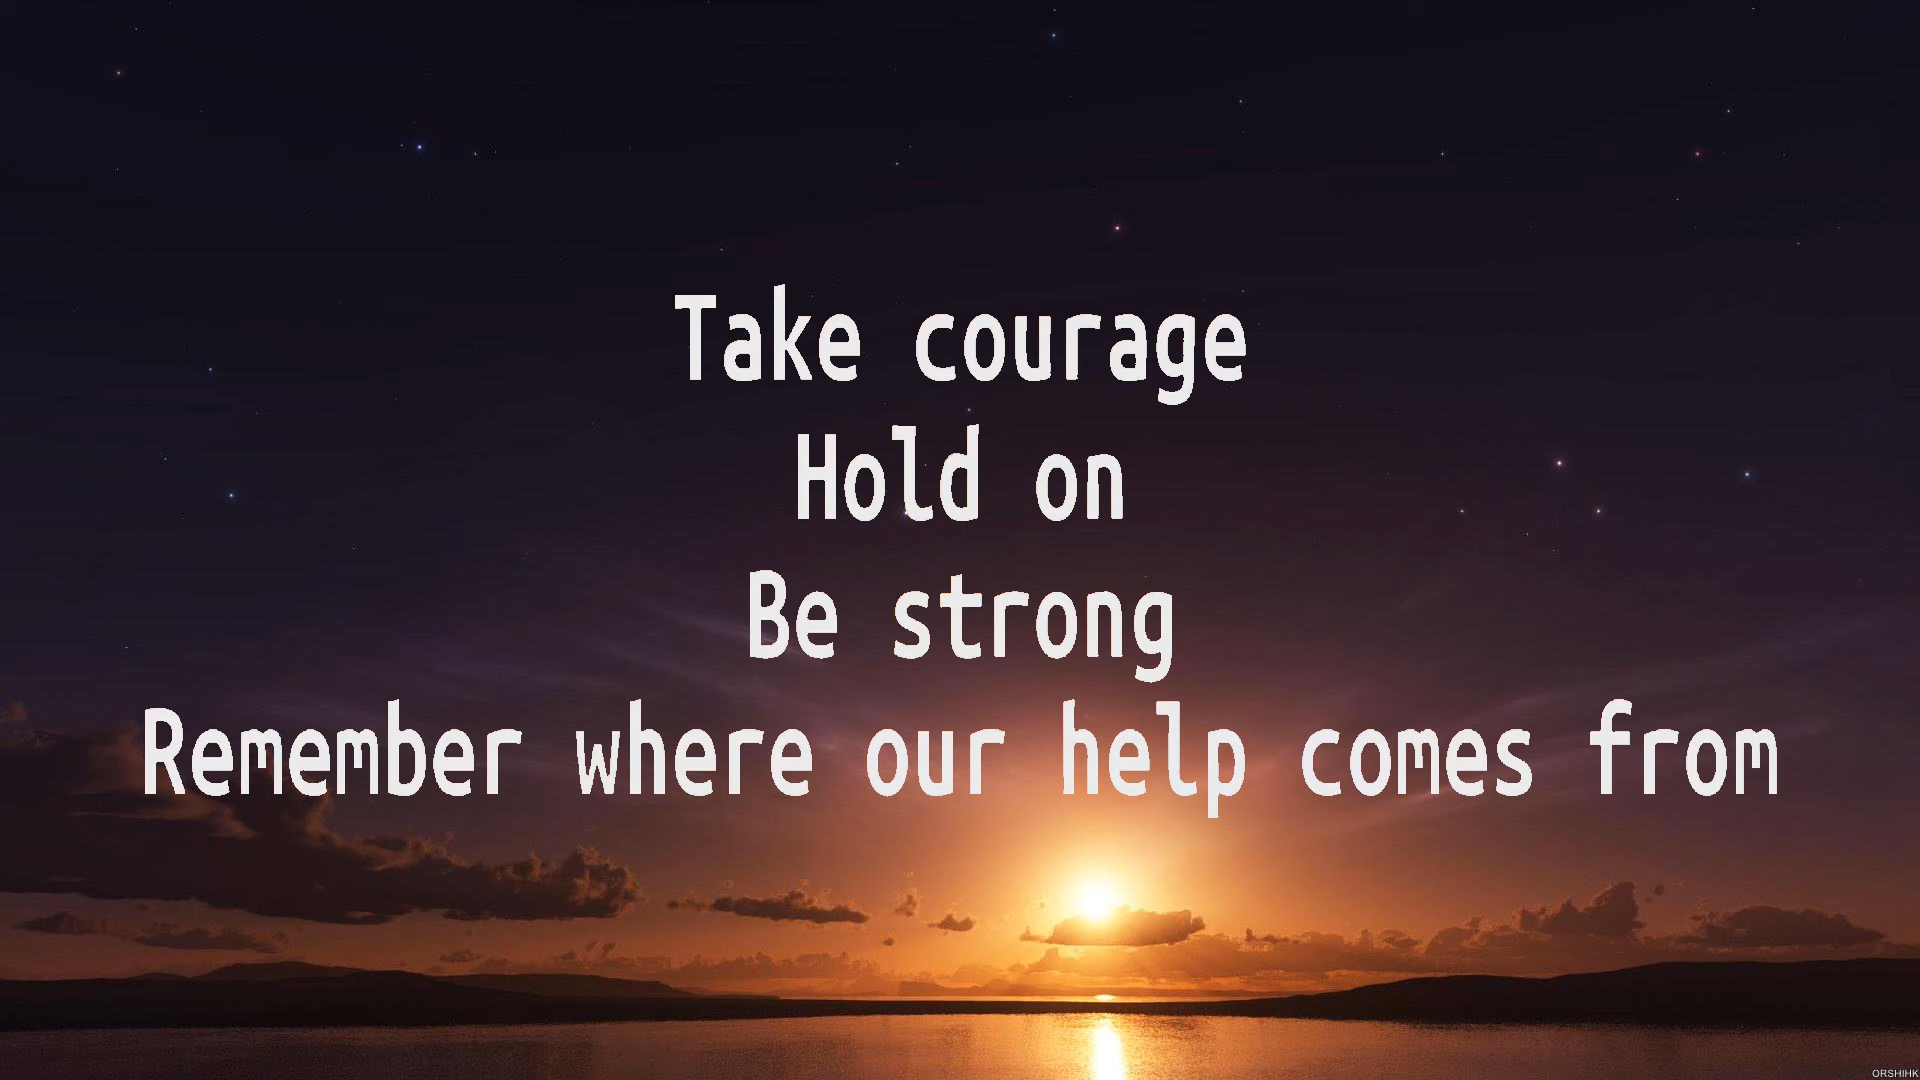 Take courage
Hold on
Be strong
Remember where our help comes from
ORSHIHK